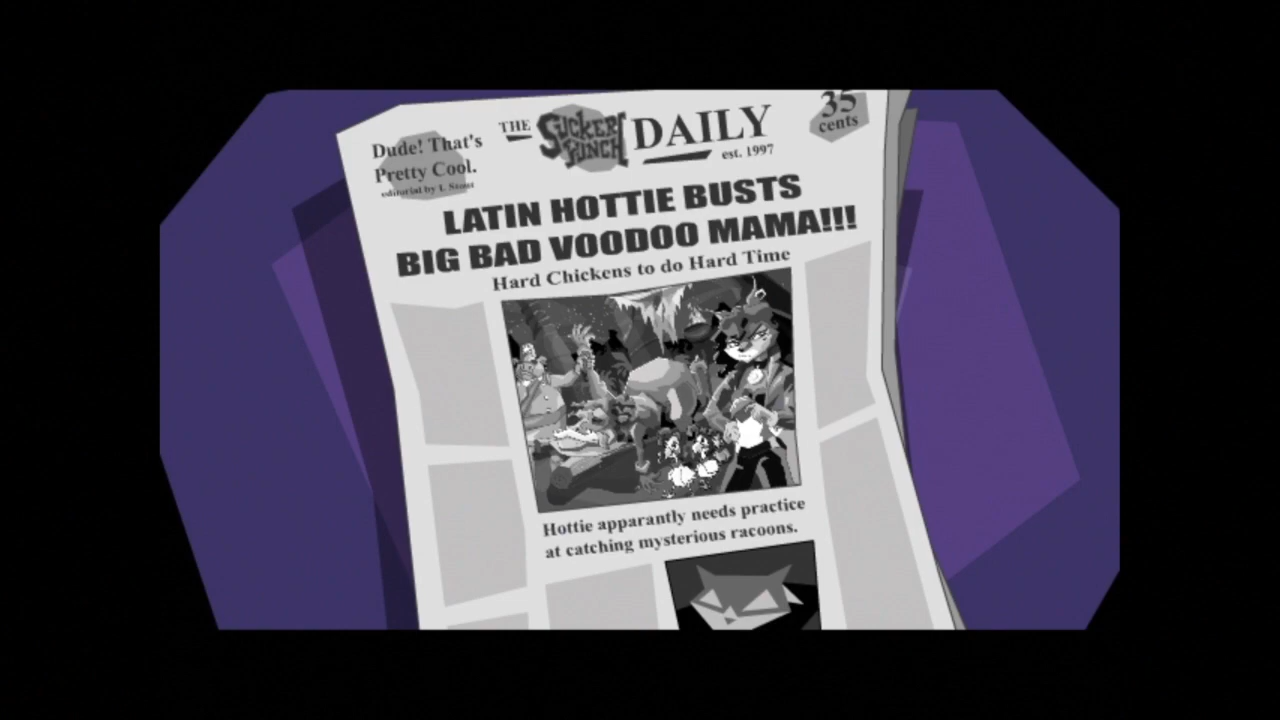 Dude! That's
Pretty Cool.
editorial by L Stout
THE SUCKER PUNCH DAILY
est. 1997
35
cents
LATIN HOTTIE BUSTS
BIG BAD VOODOO MAMA!!!
Hard Chickens to do Hard Time
Hottie apparantly needs practice
at catching mysterious racoons.